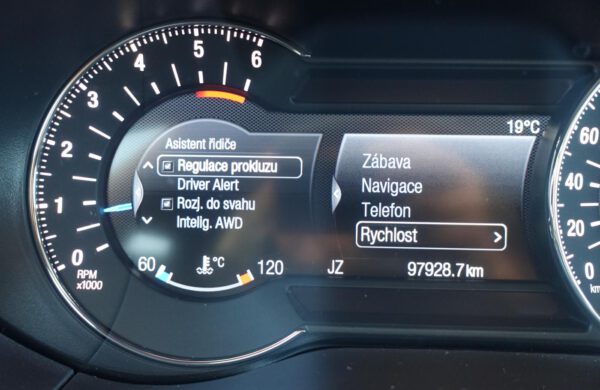 5
6
4
3
2
1
0
RPM
x1000
Asistent řidiče
Regulace prokluzu
Driver Alert
Rozj. do svahu
Intelig. AWD
60
°C
120
19°C
Zábava
Navigace
Telefon
Rychlost
JZ
97928.7km
60
40
20
0